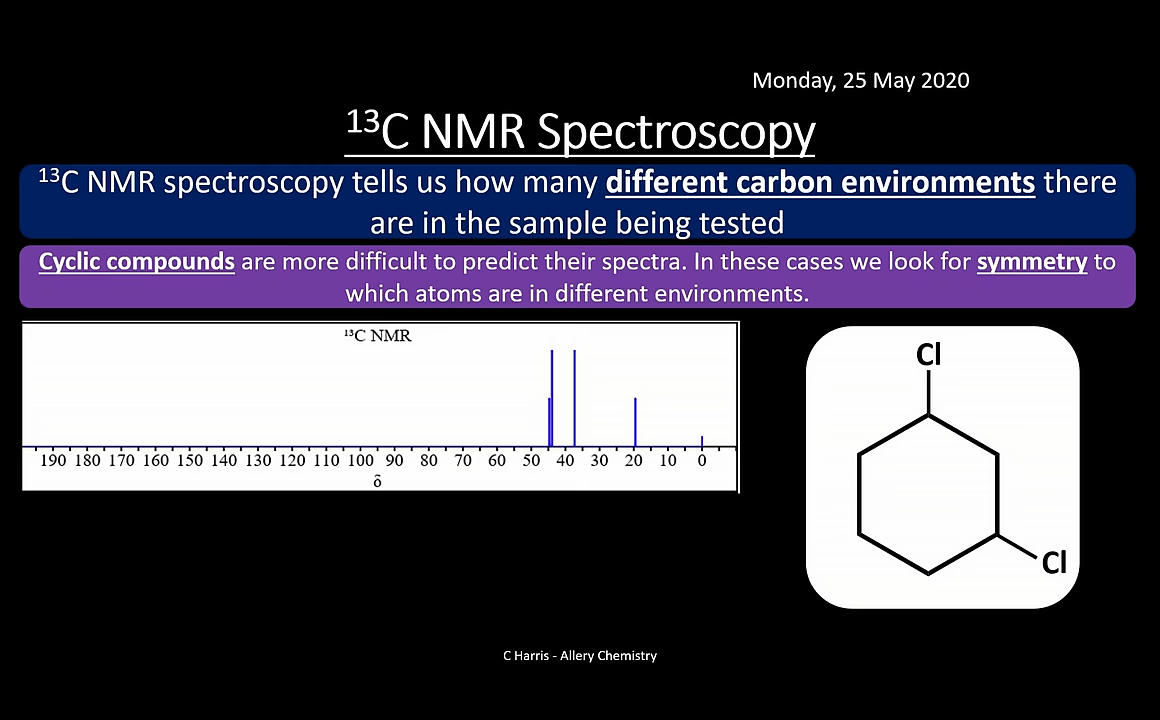 Monday, 25 May 2020
¹³C NMR Spectroscopy
¹³C NMR spectroscopy tells us how many different carbon environments there
are in the sample being tested
Cyclic compounds are more difficult to predict their spectra. In these cases we look for symmetry to
which atoms are in different environments.
¹³C NMR
190 180 170 160 150 140 130 120 110 100 90 80 70 60 50 40 30 20 10 0
δ
Cl
Cl
C Harris - Allery Chemistry